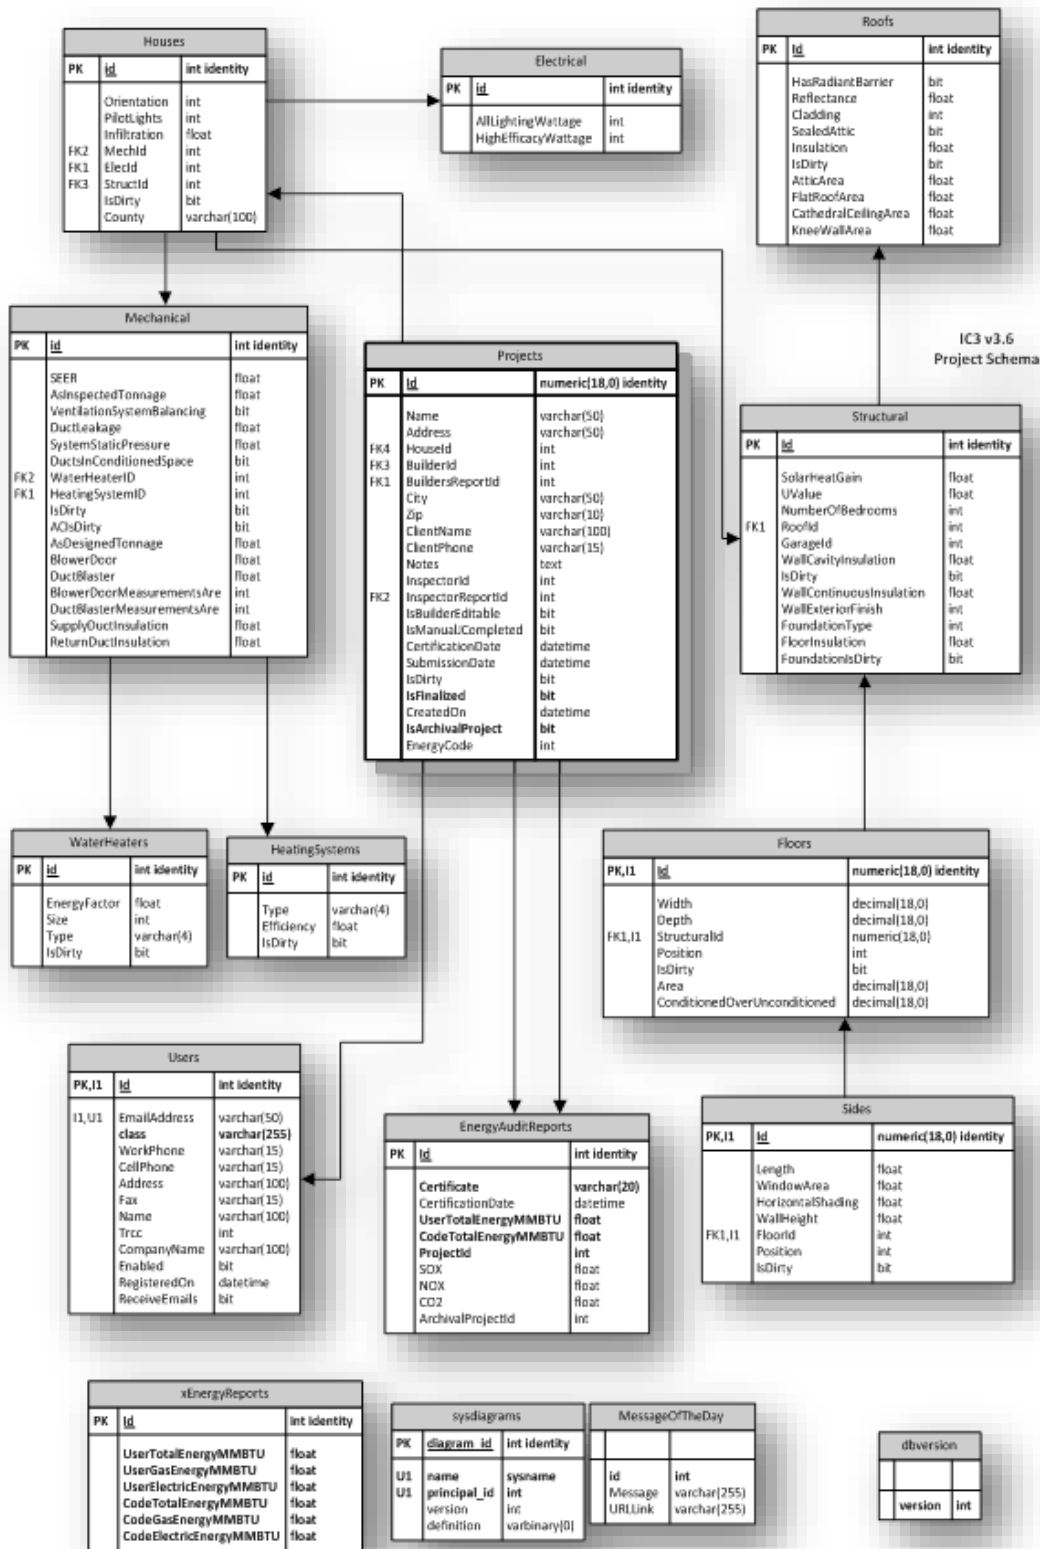 Houses
PK id int identity
Orientation int
PilotLights int
Infiltration float
FK2 MechId int
FK1 ElecId int
FK3 StructId int
IsDirty bit
County varchar(100)
Electrical
PK id int identity
AllLightingWattage int
HighEfficacyWattage int
Roofs
PK Id int identity
HasRadiantBarrier bit
Reflectance float
Cladding int
SealedAttic bit
Insulation float
IsDirty bit
AtticArea float
FlatRoofArea float
CathedralCeilingArea float
KneeWallArea float
IC3 v3.6
Project Schema
Mechanical
PK id int identity
SEER float
AsInspectedTonnage float
VentilationSystemBalancing bit
DuctLeakage float
SystemStaticPressure float
DuctsInConditionedSpace bit
FK2 WaterHeaterID int
FK1 HeatingSystemID int
IsDirty bit
ACIsDirty bit
AsDesignedTonnage float
BlowerDoor float
DuctBlaster float
BlowerDoorMeasurementsAre int
DuctBlasterMeasurementsAre int
SupplyDuctInsulation float
ReturnDuctInsulation float
Projects
PK Id numeric(18,0) identity
Name varchar(50)
Address varchar(50)
FK4 HouseId int
FK3 BuilderId int
FK1 BuildersReportId int
City varchar(50)
Zip varchar(10)
ClientName varchar(100)
ClientPhone varchar(15)
Notes text
InspectorId int
FK2 InspectorReportId int
IsBuilderEditable bit
IsManualJCompleted bit
CertificationDate datetime
SubmissionDate datetime
IsDirty bit
IsFinalized bit
CreatedOn datetime
IsArchivalProject bit
EnergyCode int
Structural
PK Id int identity
SolarHeatGain float
UValue float
NumberOfBedrooms int
FK1 RoofId int
GarageId int
WallCavityInsulation float
IsDirty bit
WallContinuousInsulation float
WallExteriorFinish int
FoundationType int
FloorInsulation float
FoundationIsDirty bit
WaterHeaters
PK id int identity
EnergyFactor float
Size int
Type varchar(4)
IsDirty bit
HeatingSystems
PK id int identity
Type varchar(4)
Efficiency float
IsDirty bit
Floors
PK,I1 Id numeric(18,0) identity
Width decimal(18,0)
Depth decimal(18,0)
FK1,I1 StructuralId numeric(18,0)
Position int
IsDirty bit
Area decimal(18,0)
ConditionedOverUnconditioned decimal(18,0)
Users
PK,I1 Id int identity
I1,U1 EmailAddress varchar(50)
class varchar(255)
WorkPhone varchar(15)
CellPhone varchar(15)
Address varchar(100)
Fax varchar(15)
Name varchar(100)
Trcc int
CompanyName varchar(100)
Enabled bit
RegisteredOn datetime
ReceiveEmails bit
EnergyAuditReports
PK Id int identity
Certificate varchar(20)
CertificationDate datetime
UserTotalEnergyMMBTU float
CodeTotalEnergyMMBTU float
ProjectId int
SOX float
NOX float
CO2 float
ArchivalProjectId int
Sides
PK,I1 Id numeric(18,0) identity
Length float
WindowArea float
HorizontalShading float
WallHeight float
FK1,I1 FloorId int
Position int
IsDirty bit
xEnergyReports
PK Id int identity
UserTotalEnergyMMBTU float
UserGasEnergyMMBTU float
UserElectricEnergyMMBTU float
CodeTotalEnergyMMBTU float
CodeGasEnergyMMBTU float
CodeElectricEnergyMMBTU float
sysdiagrams
PK diagram_id int identity
U1 name sysname
U1 principal_id int
version int
definition varbinary(0)
MessageOfTheDay
id int
Message varchar(255)
URLLink varchar(255)
dbversion
version int